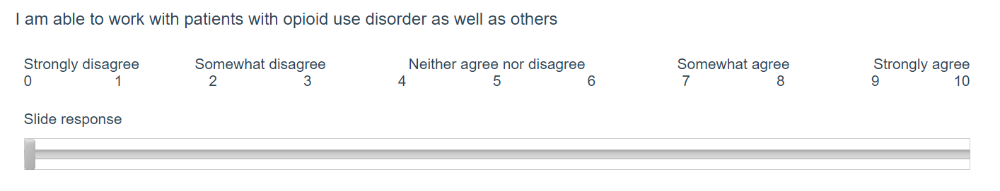 I am able to work with patients with opioid use disorder as well as others
Strongly disagree Somewhat disagree Neither agree nor disagree Somewhat agree Strongly agree
0 1 2 3 4 5 6 7 8 9 10
Slide response